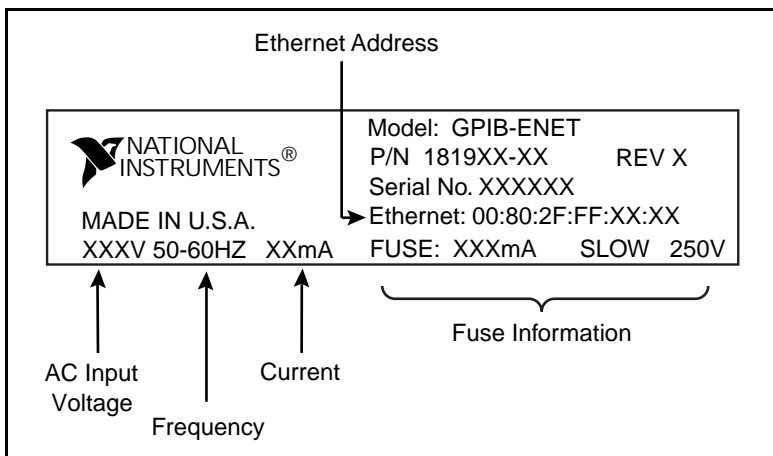 Ethernet Address
NATIONAL
INSTRUMENTS®
MADE IN U.S.A.
XXXV 50-60HZ XXmA
Model: GPIB-ENET
P/N 1819XX-XX REV X
Serial No. XXXXXX
Ethernet: 00:80:2F:FF:XX:XX
FUSE: XXXmA SLOW 250V
AC Input
Voltage
Frequency
Current
Fuse Information